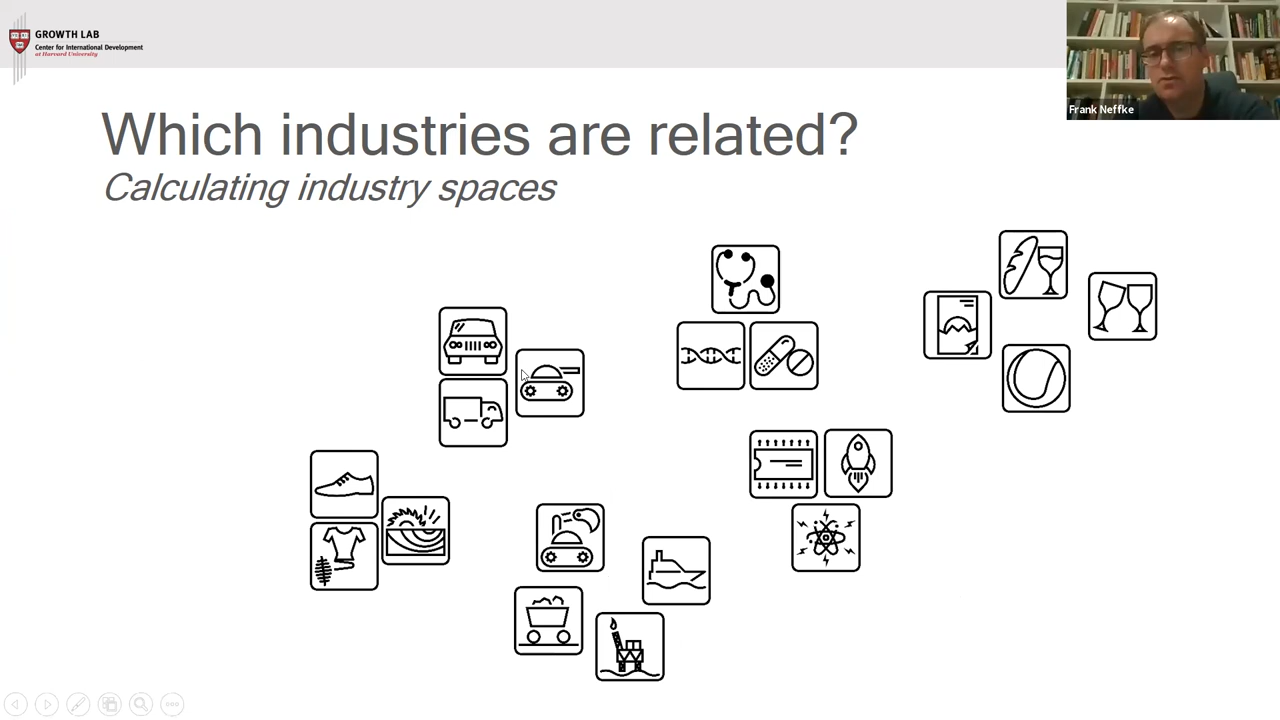 GROWTH LAB
Center for International Development
at Harvard University
Frank Neffke
Which industries are related?
Calculating industry spaces